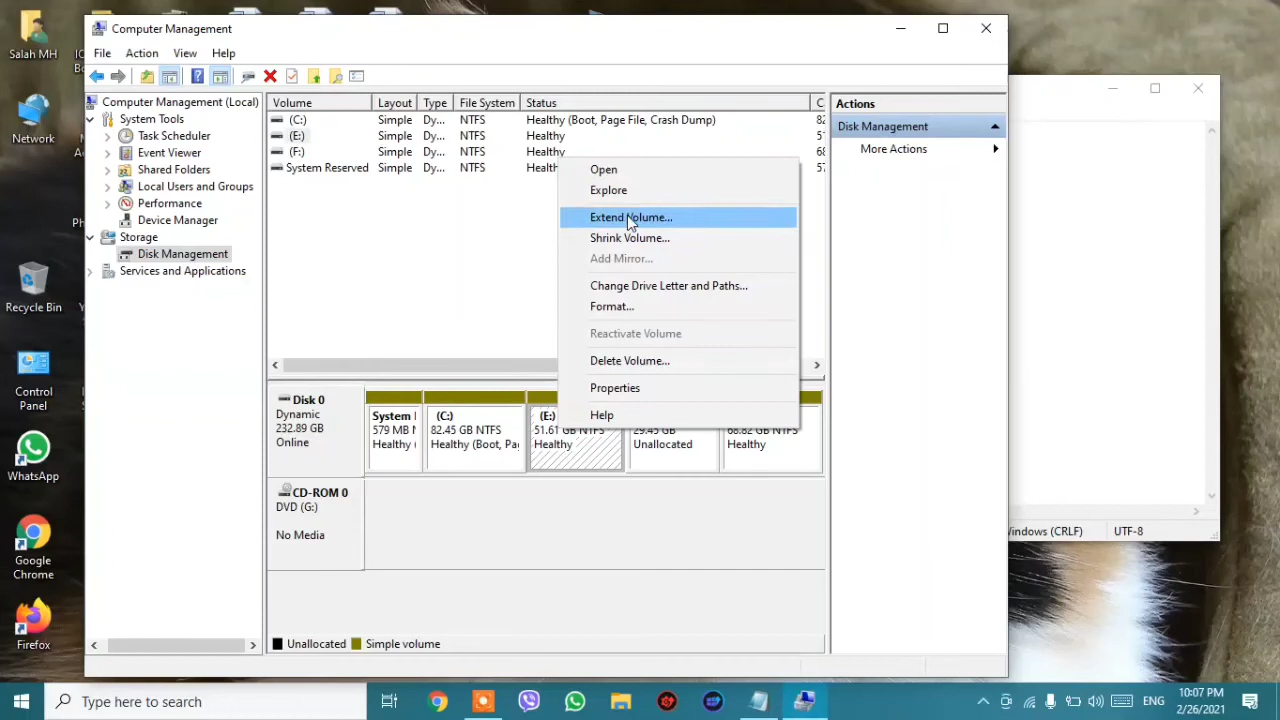 Salah MH
Network
Recycle Bin
Control
Panel
WhatsApp
Google
Chrome
Firefox
Computer Management
File Action View Help
Computer Management (Local)
System Tools
Task Scheduler
Event Viewer
Shared Folders
Local Users and Groups
Performance
Device Manager
Storage
Disk Management
Services and Applications
Volume Layout Type File System Status C
(C:) Simple Dy... NTFS Healthy (Boot, Page File, Crash Dump) 82
(E:) Simple Dy... NTFS Healthy 51
(F:) Simple Dy... NTFS Healthy 68
System Reserved Simple Dy... NTFS Health 57
Open
Explore
Extend Volume...
Shrink Volume...
Add Mirror...
Change Drive Letter and Paths...
Format...
Reactivate Volume
Delete Volume...
Properties
Help
Actions
Disk Management
More Actions
Disk 0
Dynamic
232.89 GB
Online
System
579 MB
Healthy (
(C:)
82.45 GB NTFS
Healthy (Boot, Pag
(E:)
51.61 GB NTFS
Healthy
29.45 GB
Unallocated
68.82 GB NTFS
Healthy
CD-ROM 0
DVD (G:)
No Media
Unallocated Simple volume
Windows (CRLF) UTF-8
Type here to search
ENG
10:07 PM
2/26/2021